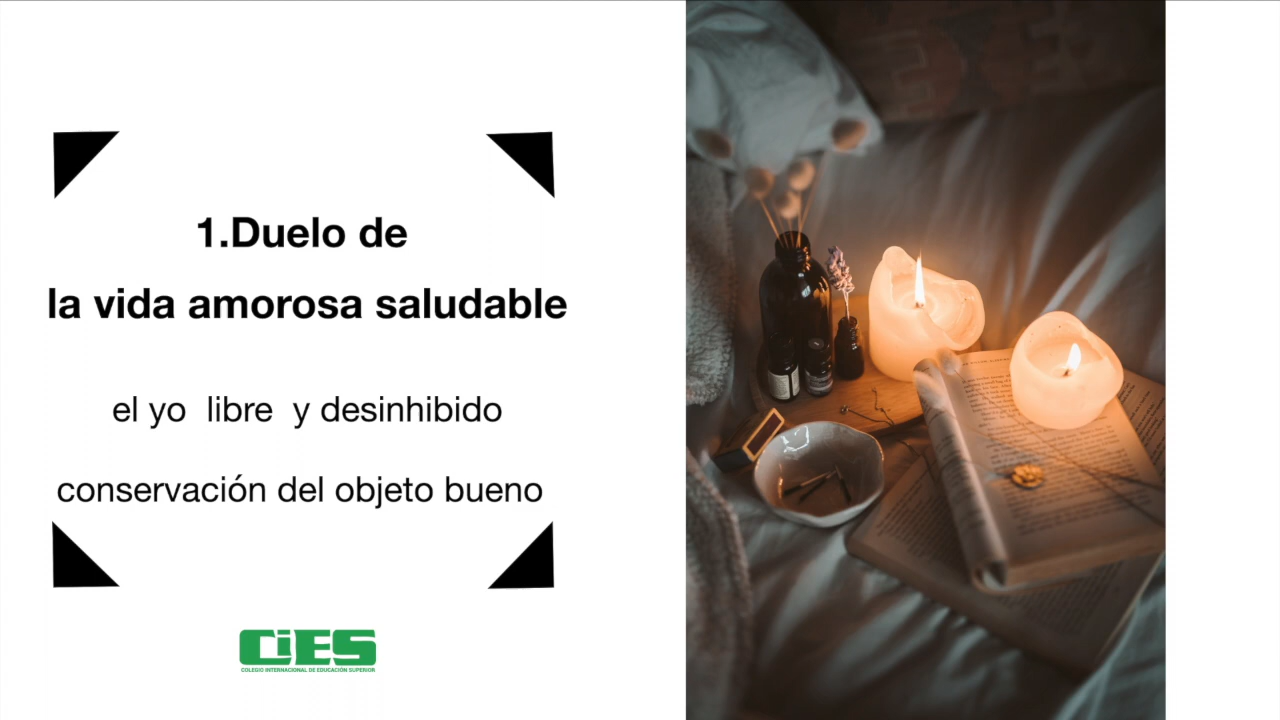 1.Duelo de
la vida amorosa saludable
el yo libre y desinhibido
conservación del objeto bueno
CiES
COLEGIO INTERNACIONAL DE EDUCACIÓN SUPERIOR